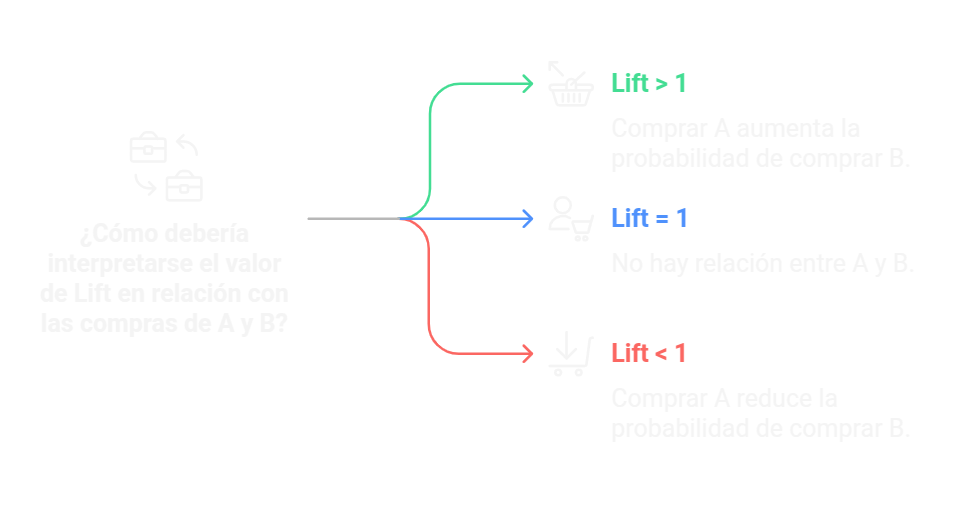 ¿Cómo debería
interpretarse el valor
de Lift en relación con
las compras de A y B?
Lift > 1
Comprar A aumenta la
probabilidad de comprar B.
Lift = 1
No hay relación entre A y B.
Lift < 1
Comprar A reduce la
probabilidad de comprar B.